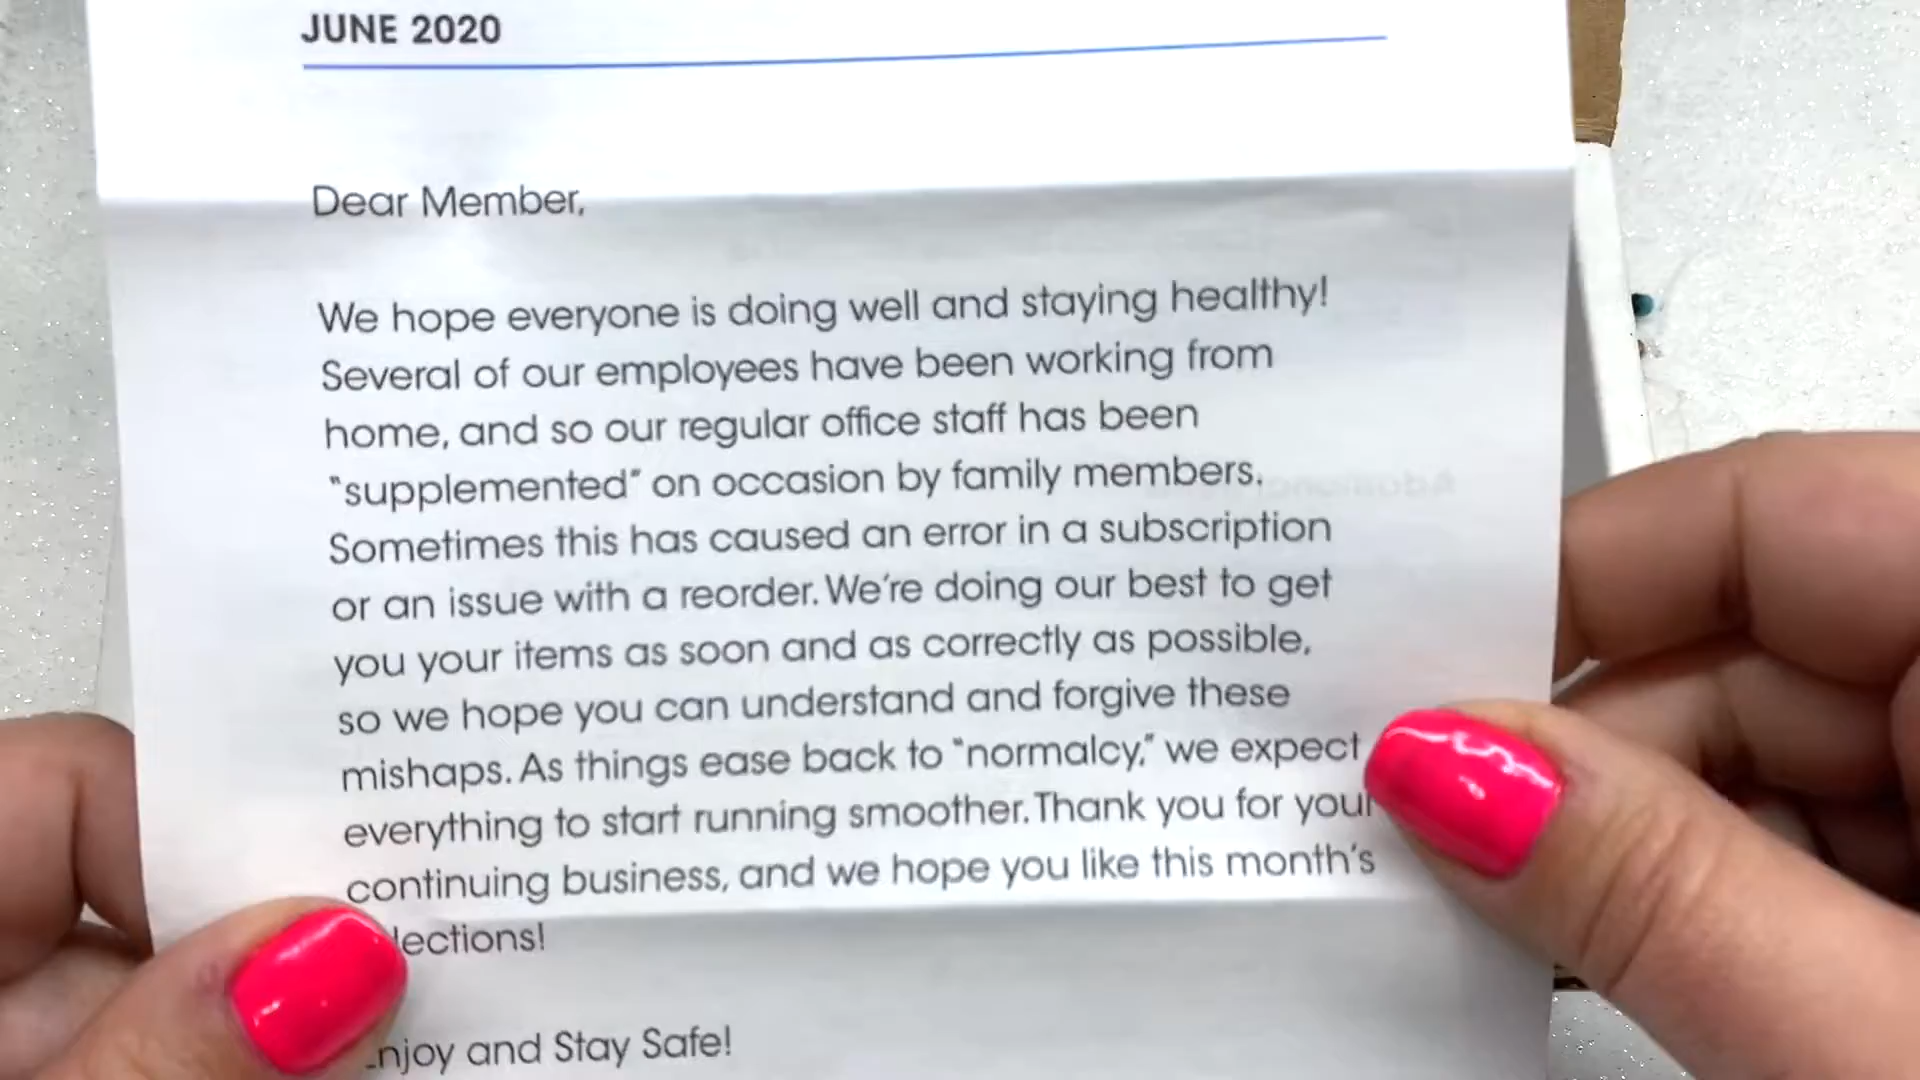 JUNE 2020
Dear Member,
We hope everyone is doing well and staying healthy!
Several of our employees have been working from
home, and so our regular office staff has been
"supplemented" on occasion by family members.
Sometimes this has caused an error in a subscription
or an issue with a reorder. We're doing our best to get
you your items as soon and as correctly as possible,
so we hope you can understand and forgive these
mishaps. As things ease back to "normalcy," we expect
everything to start running smoother. Thank you for your
continuing business, and we hope you like this month's
lections!
njoy and Stay Safe!